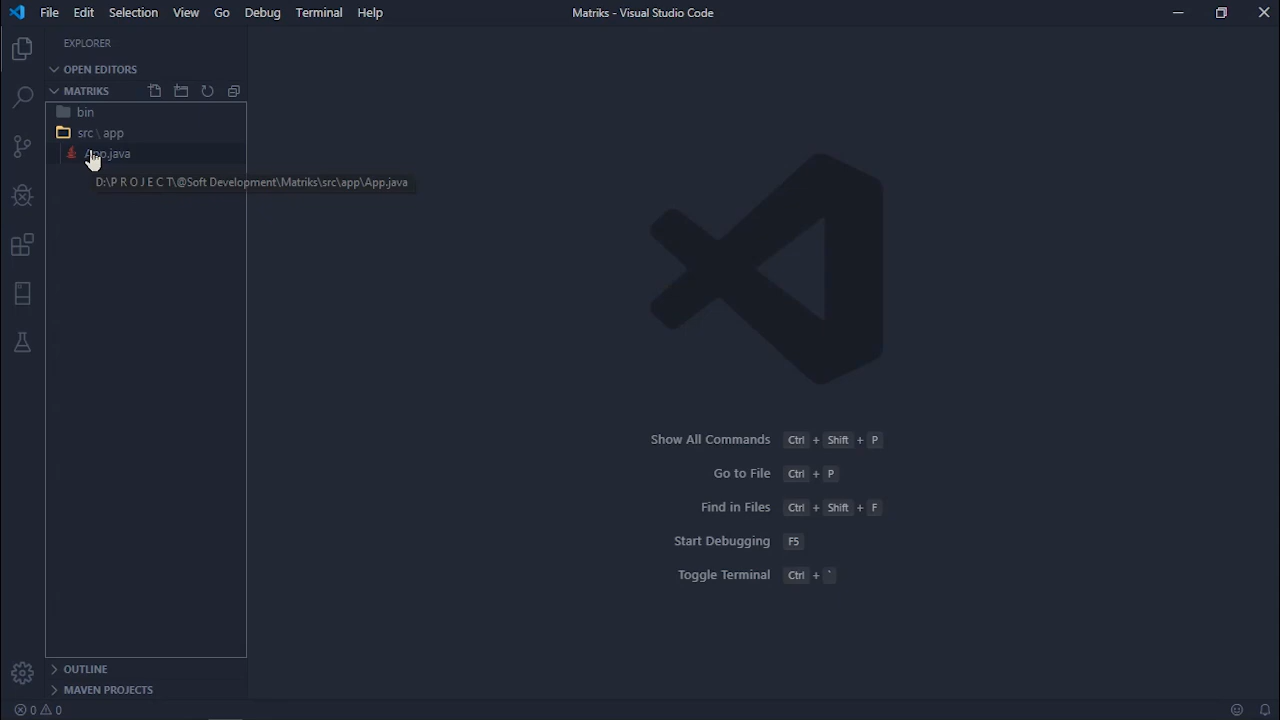 File Edit Selection View Go Debug Terminal Help
Matriks - Visual Studio Code
EXPLORER
OPEN EDITORS
MATRIKS
bin
src \ app
App.java
D:\P R O J E C T\@Soft Development\Matriks\src\app\App.java
Show All Commands Ctrl + Shift + P
Go to File Ctrl + P
Find in Files Ctrl + Shift + F
Start Debugging F5
Toggle Terminal Ctrl + `
OUTLINE
MAVEN PROJECTS
0 0